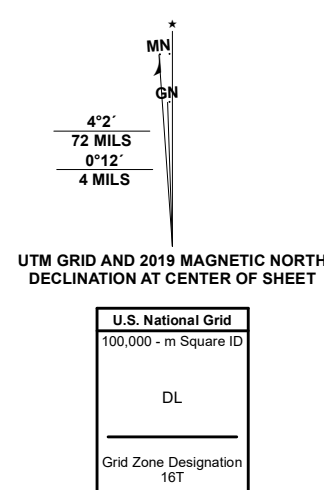 MN
GN
4°2´
72 MILS
0°12´
4 MILS
UTM GRID AND 2019 MAGNETIC NORTH
DECLINATION AT CENTER OF SHEET
U.S. National Grid
100,000 - m Square ID
DL
Grid Zone Designation
16T